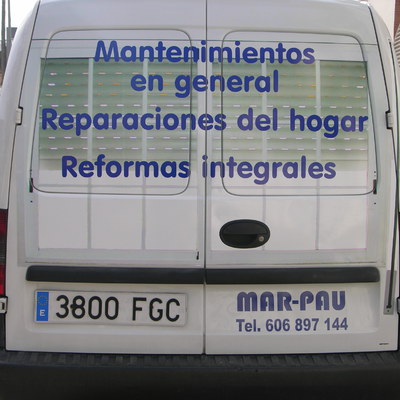 Mantenimientos
en general
Reparaciones del hogar
Reformas integrales
E 3800 FGC
MAR-PAU
Tel. 606 897 144